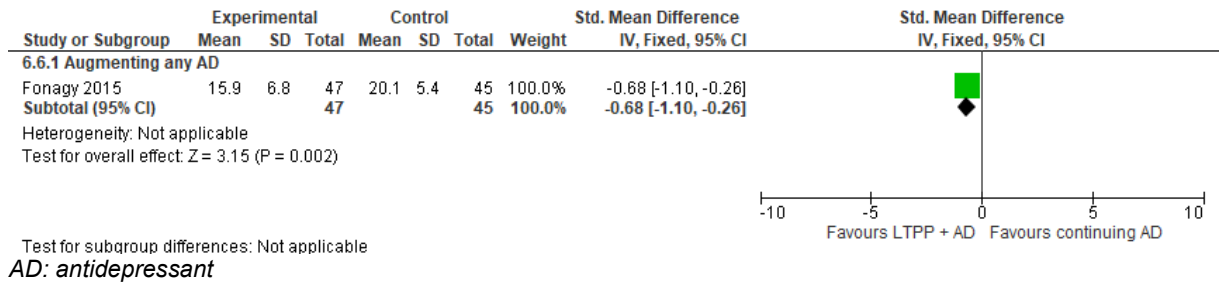 Experimental Control Std. Mean Difference Std. Mean Difference
Study or Subgroup Mean SD Total Mean SD Total Weight IV, Fixed, 95% CI IV, Fixed, 95% CI
6.6.1 Augmenting any AD
Fonagy 2015 15.9 6.8 47 20.1 5.4 45 100.0% -0.68 [-1.10, -0.26]
Subtotal (95% CI) 47 45 100.0% -0.68 [-1.10, -0.26]
Heterogeneity: Not applicable
Test for overall effect: Z = 3.15 (P = 0.002)
-10 -5 0 5 10
Favours LTPP + AD Favours continuing AD
Test for subgroup differences: Not applicable
AD: antidepressant